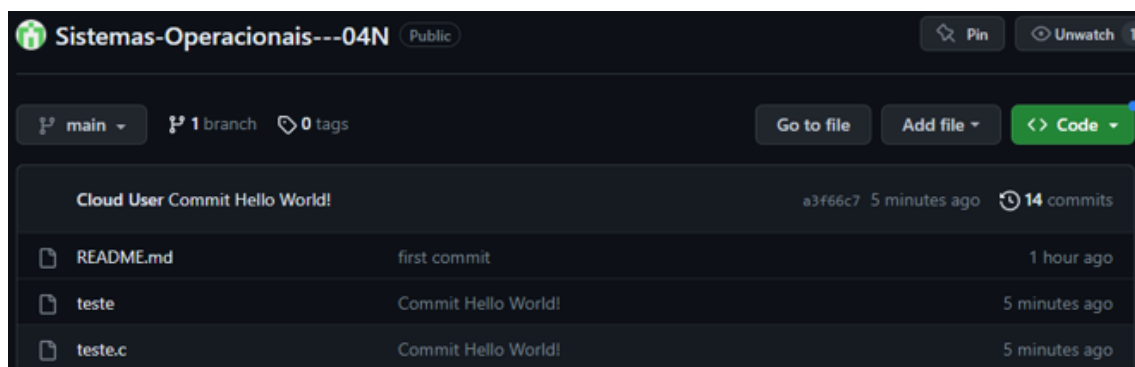 Sistemas-Operacionais---04N Public Pin Unwatch 1
main 1 branch 0 tags Go to file Add file <> Code
Cloud User Commit Hello World! a3f66c7 5 minutes ago 14 commits
README.md first commit 1 hour ago
teste Commit Hello World! 5 minutes ago
teste.c Commit Hello World! 5 minutes ago